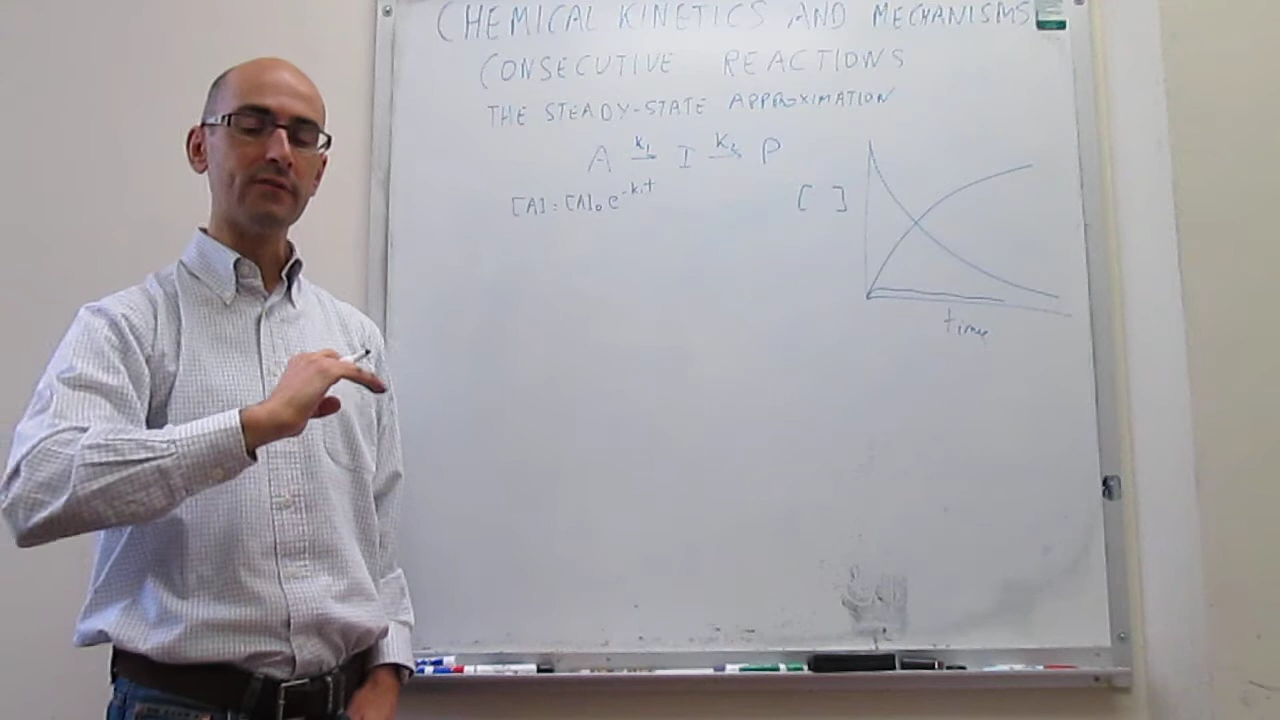 CHEMICAL KINETICS AND MECHANISMS
CONSECUTIVE REACTIONS
THE STEADY-STATE APPROXIMATION
A k₁→ I k₂→ P
[A] = [A]₀ e^-k₁t
[ ]
time